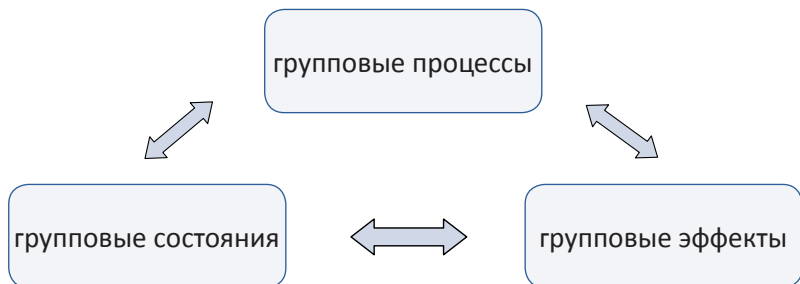 групповые процессы
групповые состояния
групповые эффекты